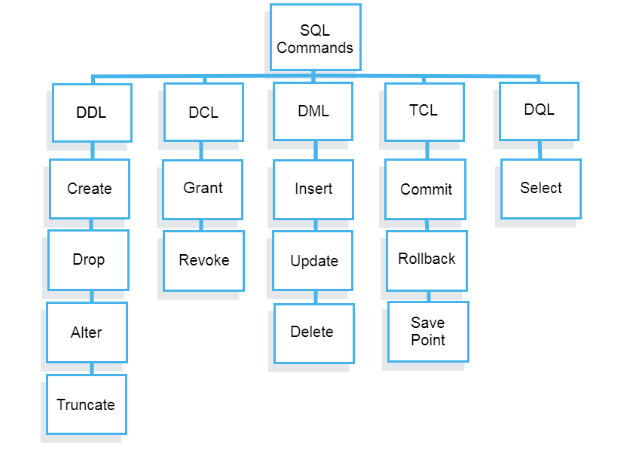 SQL
Commands
DDL
DCL
DML
TCL
DQL
Create
Grant
Insert
Commit
Select
Drop
Revoke
Update
Rollback
Alter
Delete
Save
Point
Truncate